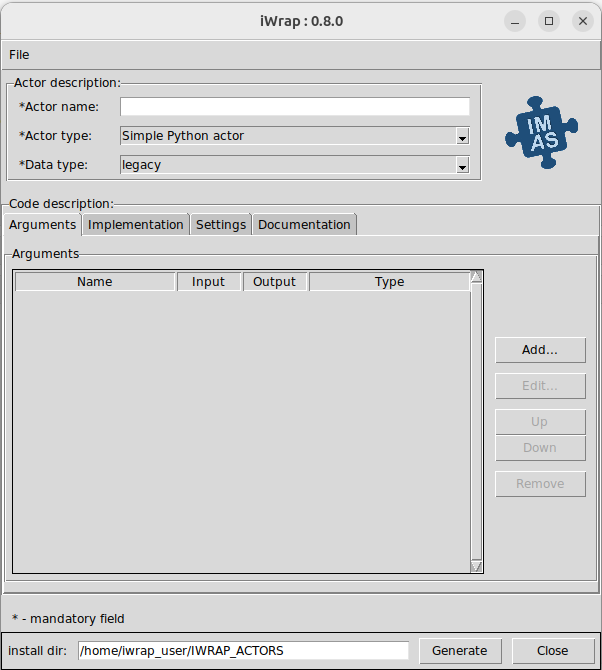 iWrap : 0.8.0
File
Actor description:
*Actor name:
*Actor type: Simple Python actor
*Data type: legacy
IM
AS
Code description:
Arguments Implementation Settings Documentation
Arguments
Name Input Output Type
Add...
Edit...
Up
Down
Remove
* - mandatory field
install dir: /home/iwrap_user/IWRAP_ACTORS Generate Close